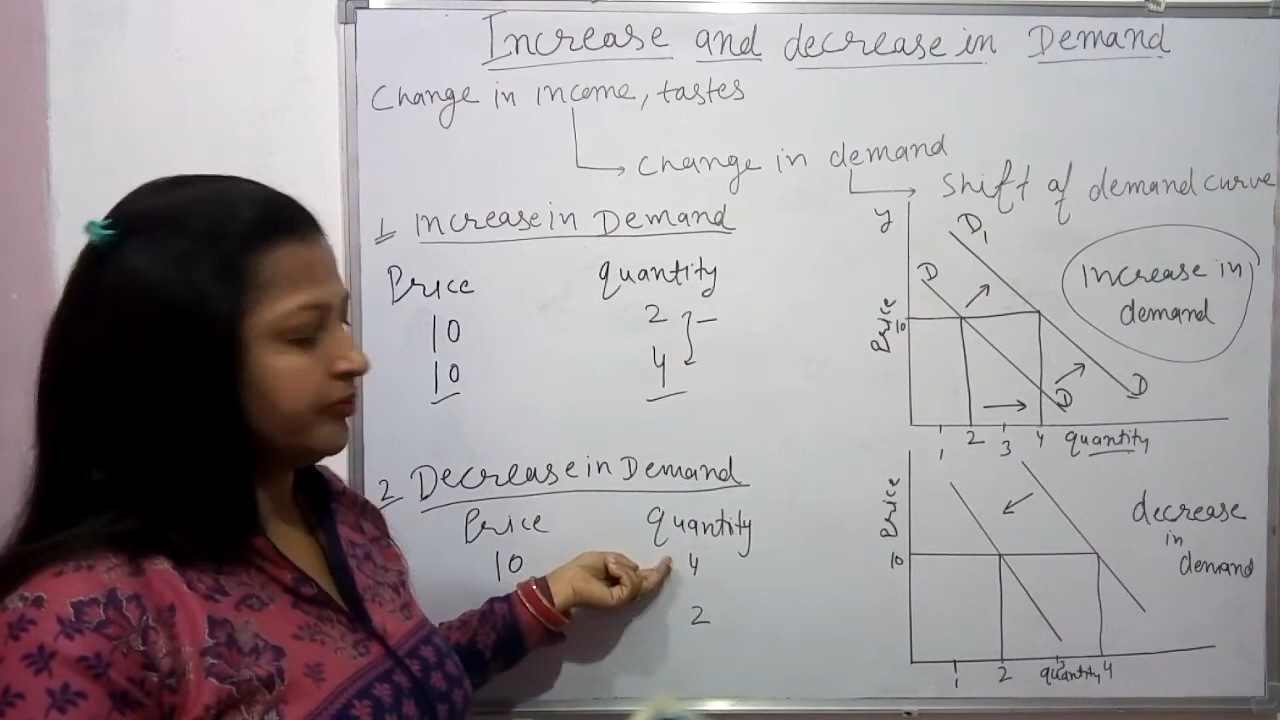 Increase and decrease in Demand
Change in income, tastes
change in demand
shift of demand curve
1 Increase in Demand
Price quantity
10 2
10 4
2 Decrease in Demand
Price quantity
10 4
2
y
D1
D
Increase in
demand
Price
10
D
D
1 2 3 4 quantity
Price
10
decrease
in
demand
1 2 3 4
quantity